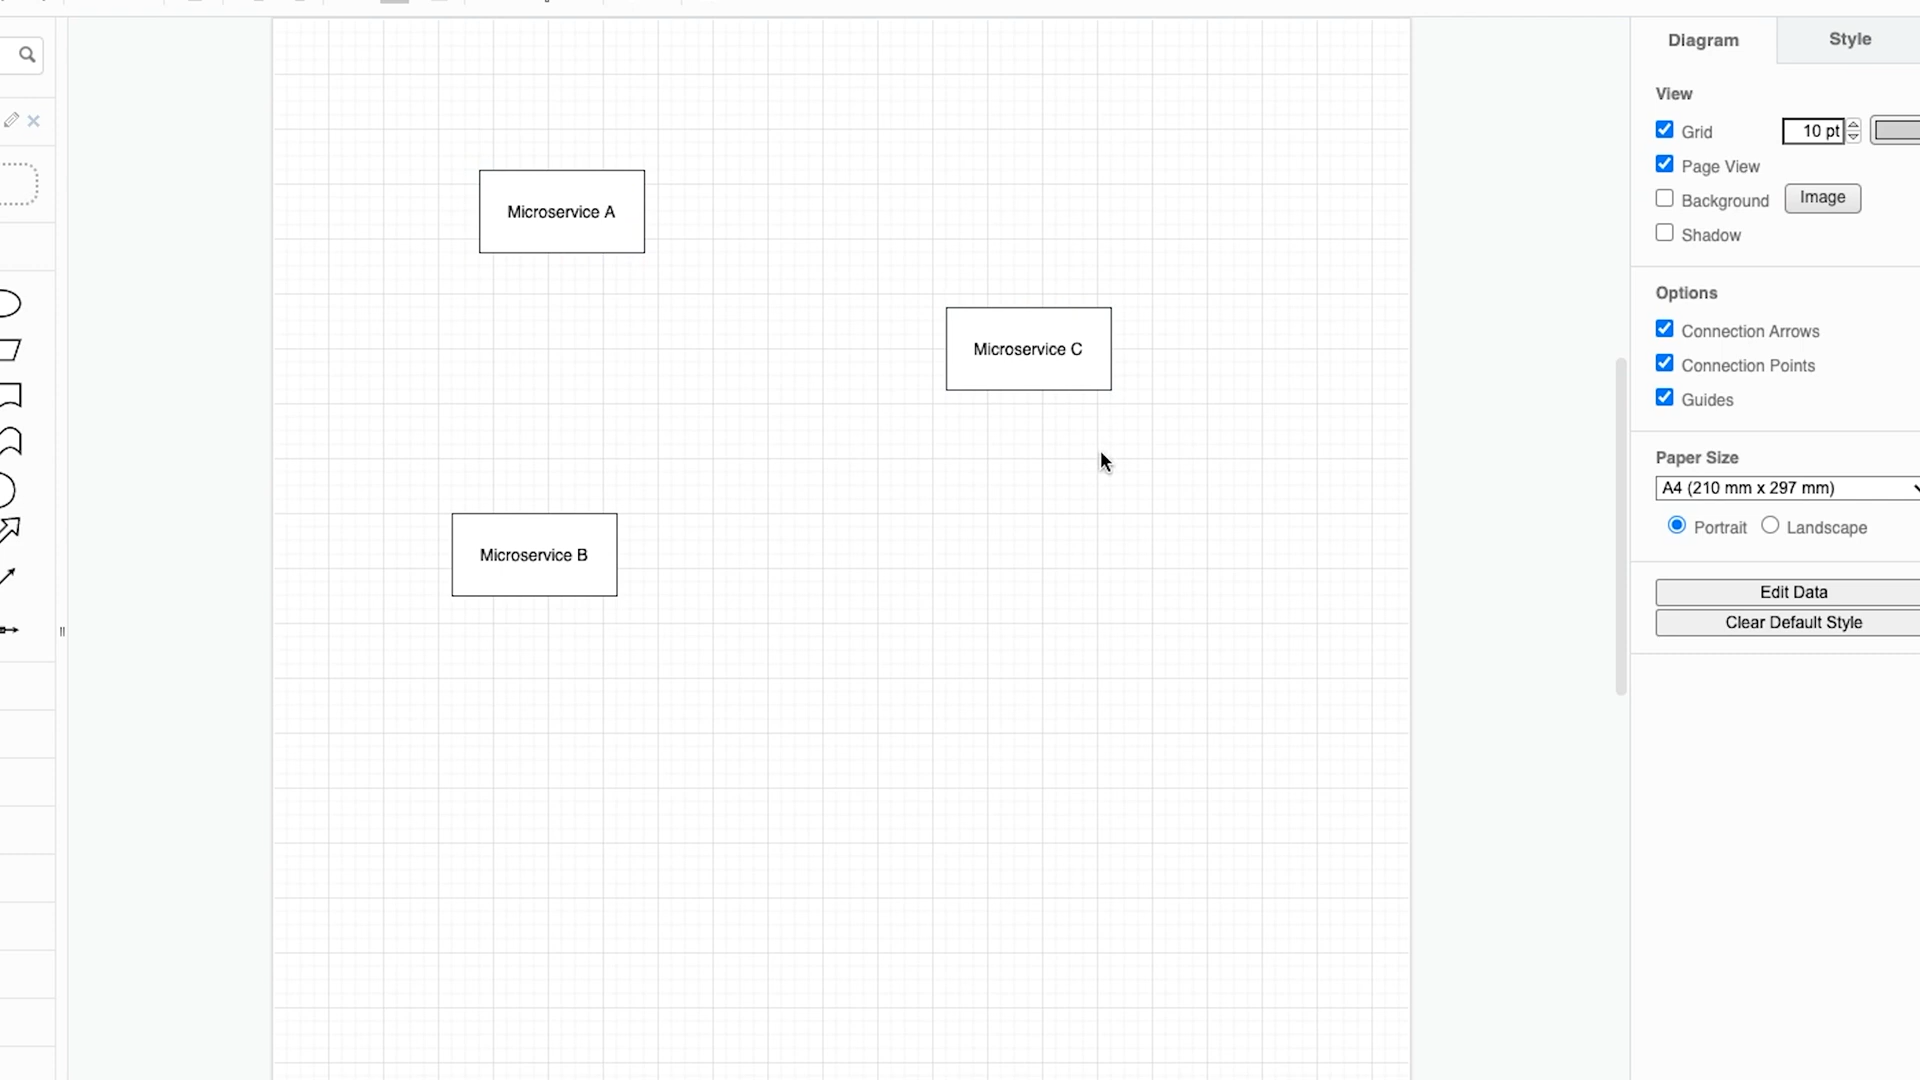 Diagram
Style
View
Grid
10 pt
Page View
Background
Image
Shadow
Options
Connection Arrows
Connection Points
Guides
Paper Size
A4 (210 mm x 297 mm)
Portrait
Landscape
Edit Data
Clear Default Style
Microservice A
Microservice C
Microservice B